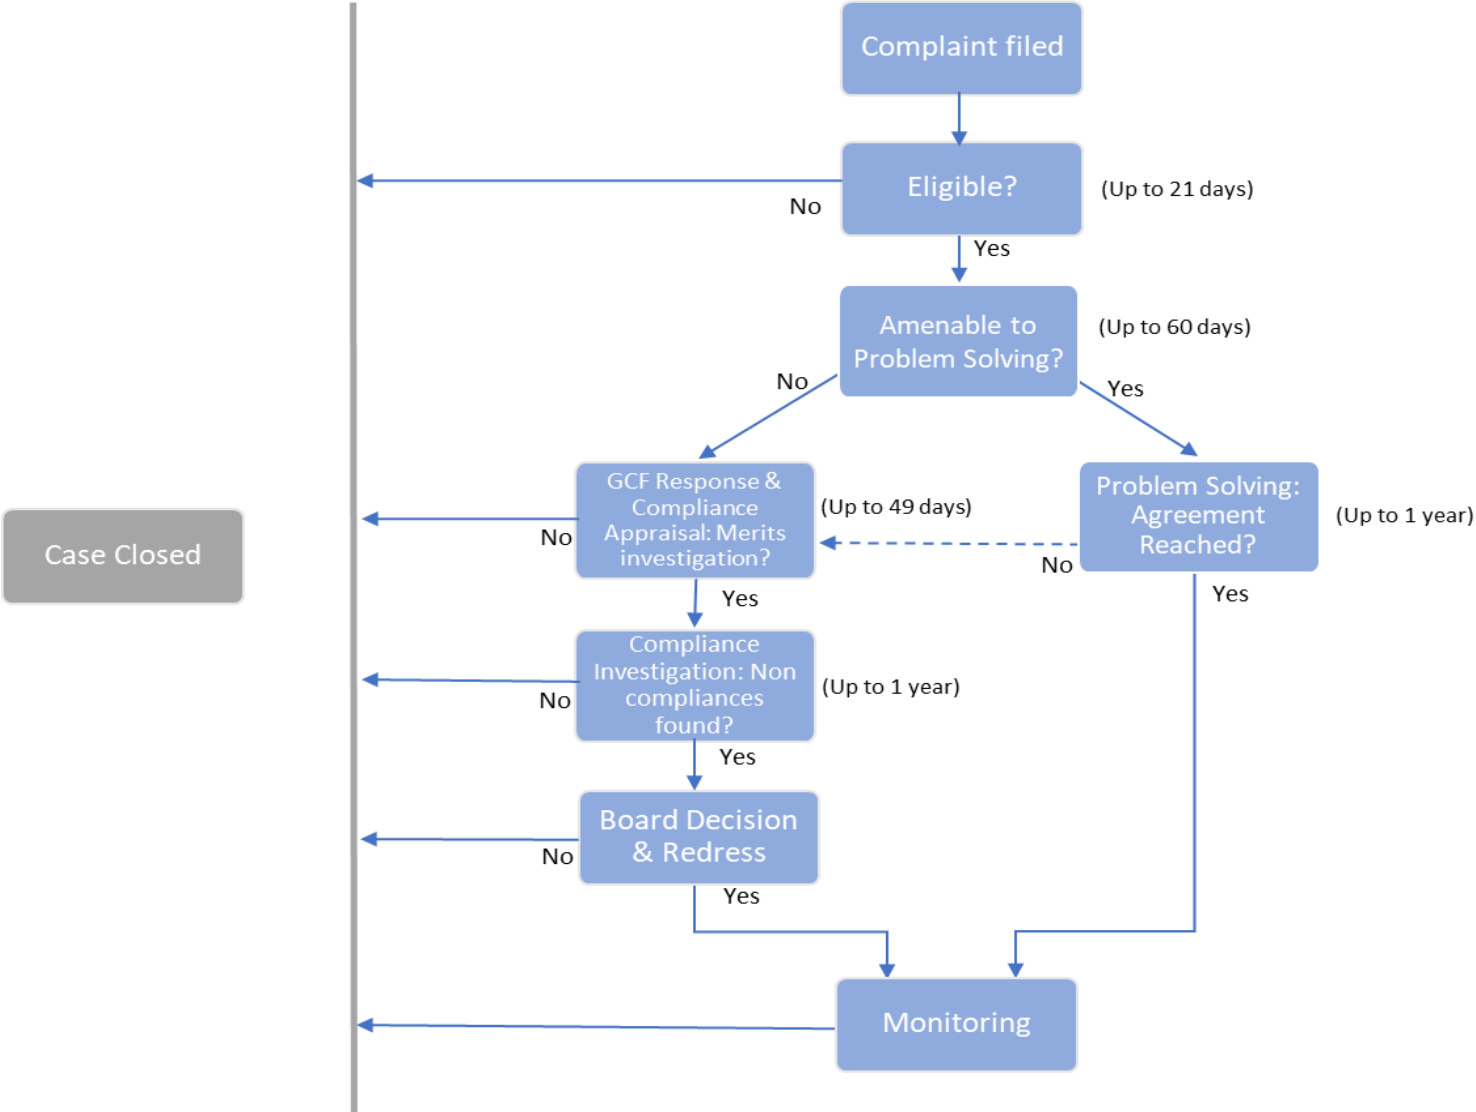 Complaint filed
Eligible?
(Up to 21 days)
No
Yes
Amenable to
Problem Solving?
(Up to 60 days)
No
Yes
GCF Response &
Compliance
Appraisal: Merits
investigation?
(Up to 49 days)
No
Yes
Problem Solving:
Agreement
Reached?
(Up to 1 year)
No
Yes
Case Closed
Compliance
Investigation: Non
compliances
found?
(Up to 1 year)
No
Yes
Board Decision
& Redress
No
Yes
Monitoring